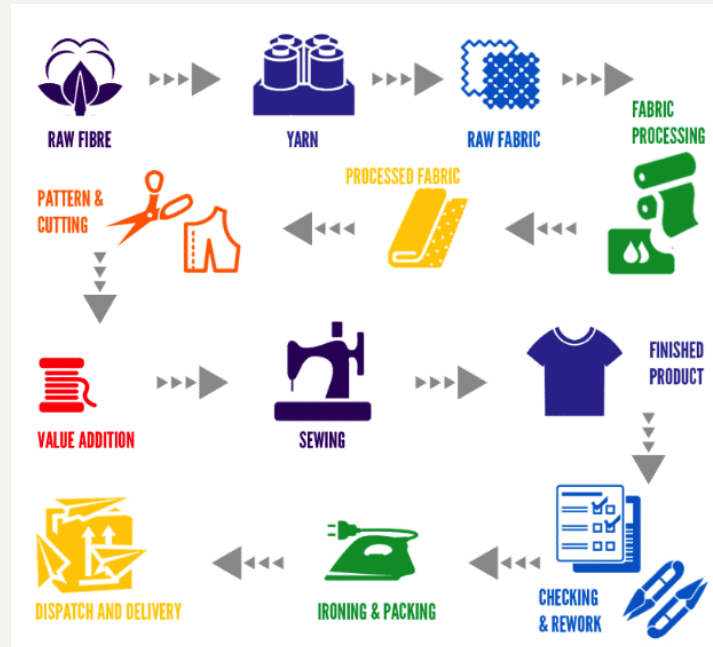 RAW FIBRE
YARN
RAW FABRIC
FABRIC
PROCESSING
PROCESSED FABRIC
PATTERN &
CUTTING
VALUE ADDITION
SEWING
FINISHED
PRODUCT
CHECKING
& REWORK
IRONING & PACKING
DISPATCH AND DELIVERY